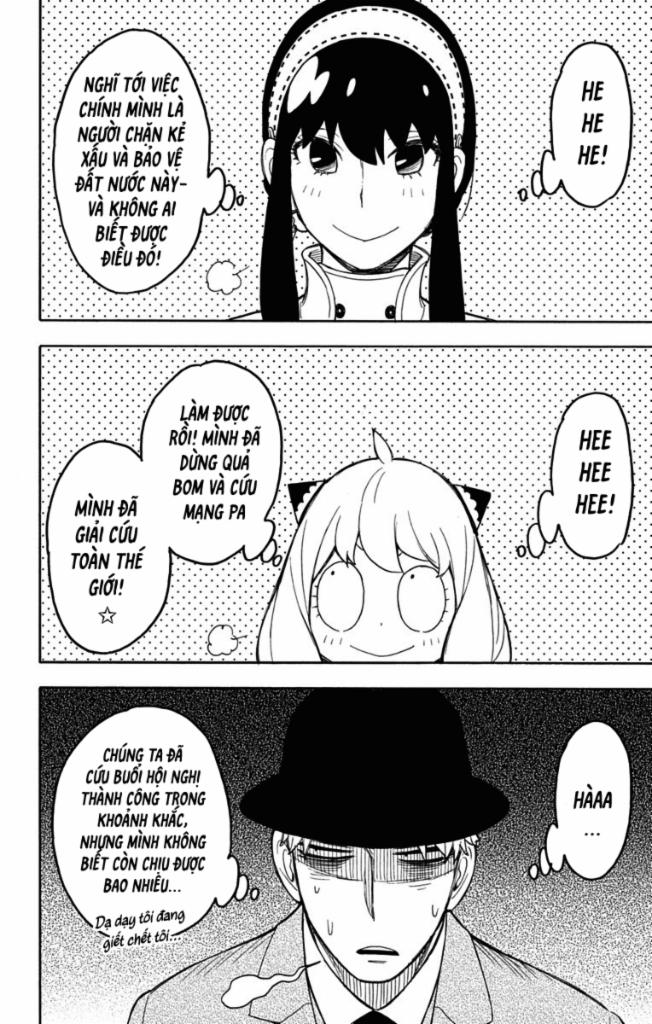 HE
HE
HE!
NGHĨ TỚI VIỆC
CHÍNH MÌNH LÀ
NGƯỜI CHĂN KẺ
XẤU VÀ BẢO VỆ
ĐẤT NƯỚC NÀY-
VÀ KHÔNG AI
BIẾT ĐƯỢC
ĐIỀU ĐÓ!
HEE
HEE
HEE!
LÀM ĐƯỢC
RỒI! MÌNH ĐÃ
DỪNG QUẢ
BOM VÀ CỨU
MẠNG PA
MÌNH ĐÃ
GIẢI CỨU
TOÀN THẾ
GIỚI!
☆
HÀAA
...
CHÚNG TA ĐÃ
CỨU BUỔI HỘI NGHỊ
THÀNH CÔNG TRONG
KHOẢNH KHẮC,
NHƯNG MÌNH KHÔNG
BIẾT CÒN CHỊU ĐƯỢC
BAO NHIÊU...
Dạ dạy tôi đang
giết chết tôi...